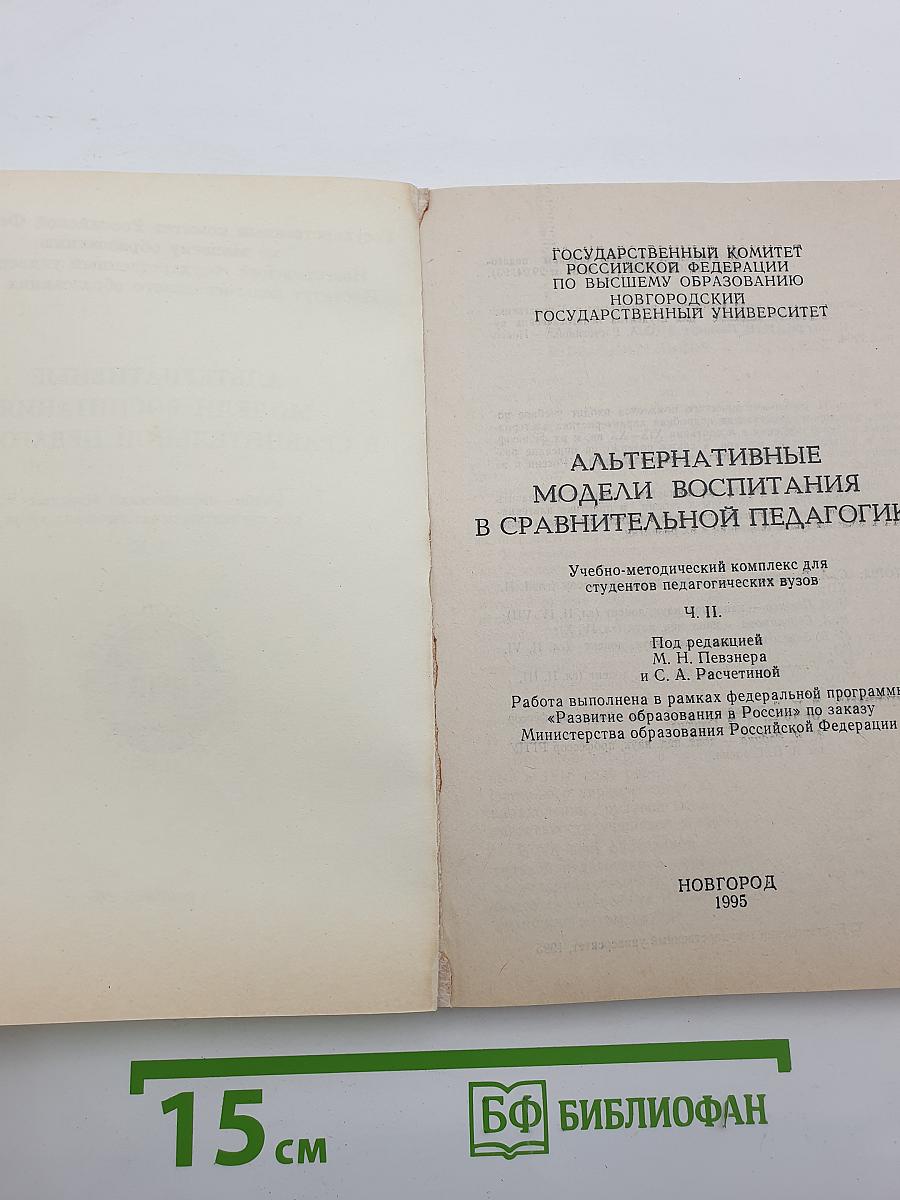 ГОСУДАРСТВЕННЫЙ КОМИТЕТ
РОССИЙСКОЙ ФЕДЕРАЦИИ
ПО ВЫСШЕМУ ОБРАЗОВАНИЮ
НОВГОРОДСКИЙ
ГОСУДАРСТВЕННЫЙ УНИВЕРСИТЕТ
АЛЬТЕРНАТИВНЫЕ
МОДЕЛИ ВОСПИТАНИЯ
В СРАВНИТЕЛЬНОЙ ПЕДАГОГИК
Учебно-методический комплекс для
студентов педагогических вузов
Ч. II.
Под редакцией
М. Н. Певзнера
и С. А. Расчетиной
Работа выполнена в рамках федеральной программы
«Развитие образования в России» по заказу
Министерства образования Российской Федерации
НОВГОРОД
1995
15 см
БФ БИБЛИОФАН